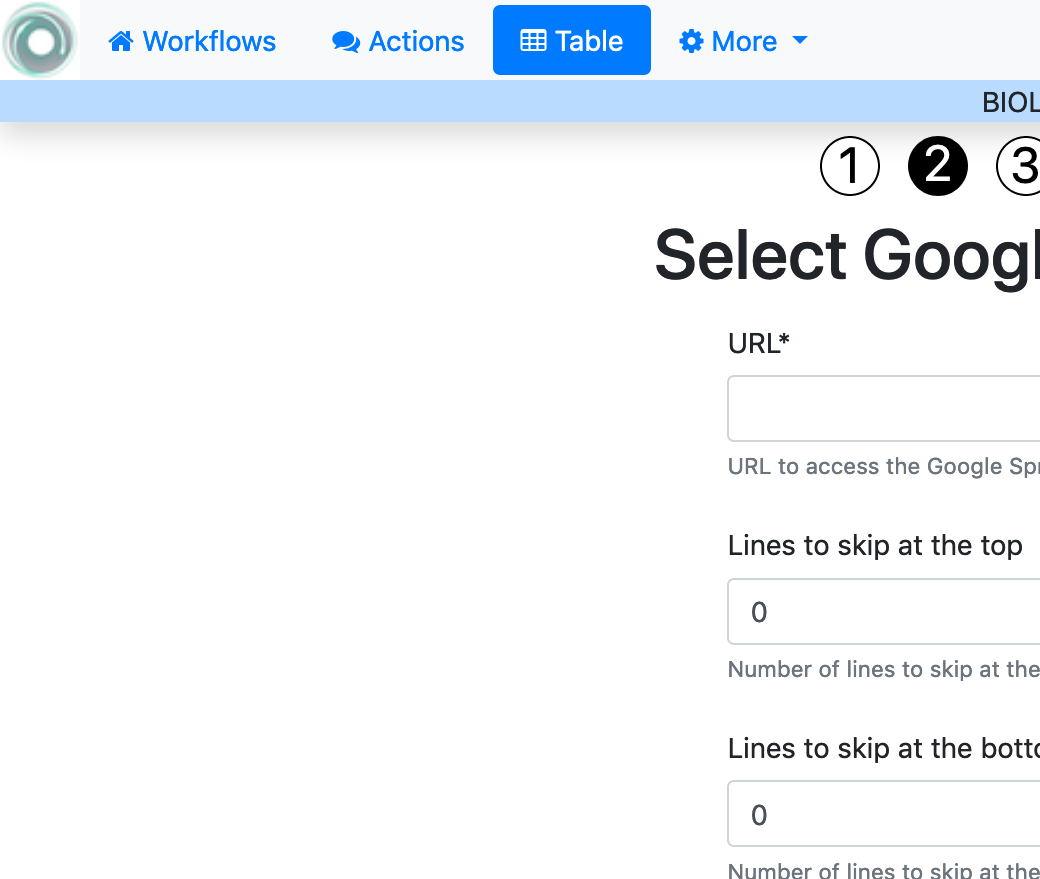 Workflows Actions Table More
BIOL
1 2 3
Select Googl
URL*
URL to access the Google Spr
Lines to skip at the top
0
Number of lines to skip at the
Lines to skip at the botto
0
Number of lines to skip at the